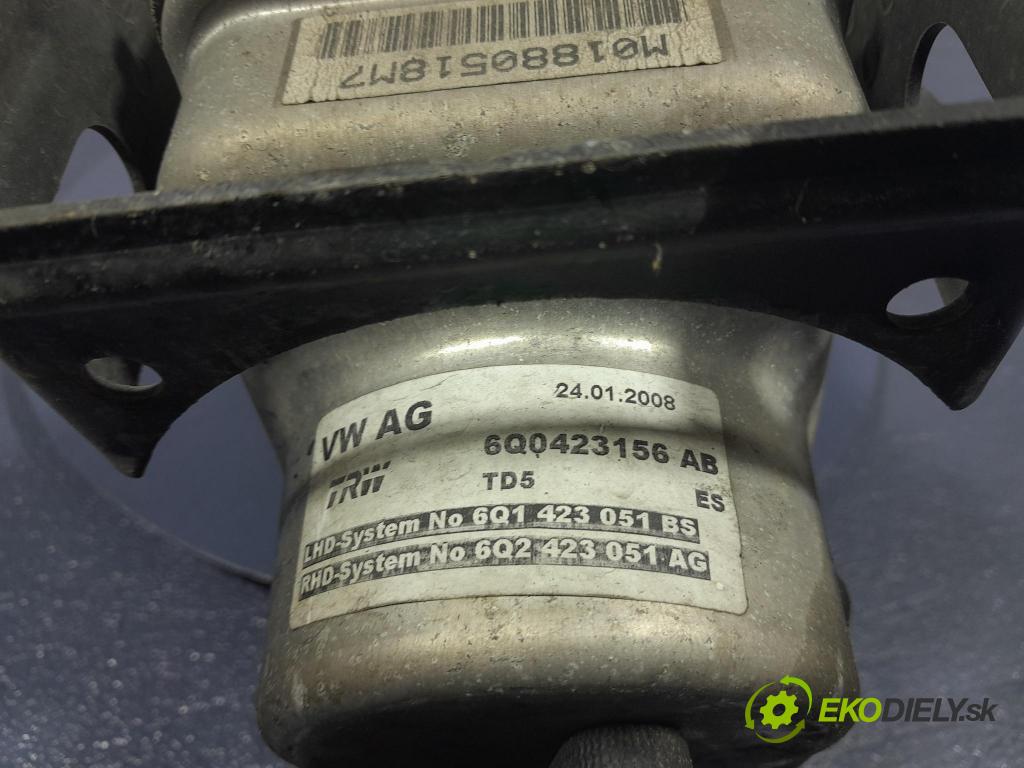 M01880518M7
VW AG 24.01.2008
6Q0423156 AB
TRW TD5 ES
LHD-System No 6Q1 423 051 BS
RHD-System No 6Q2 423 051 AG
EKODIELY.sk